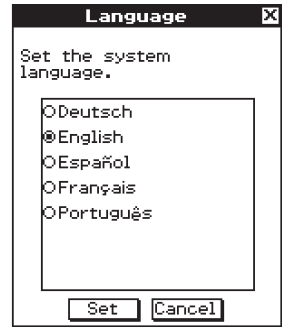 Language X
Set the system
language.
Deutsch
English
Español
Français
Português
Set Cancel